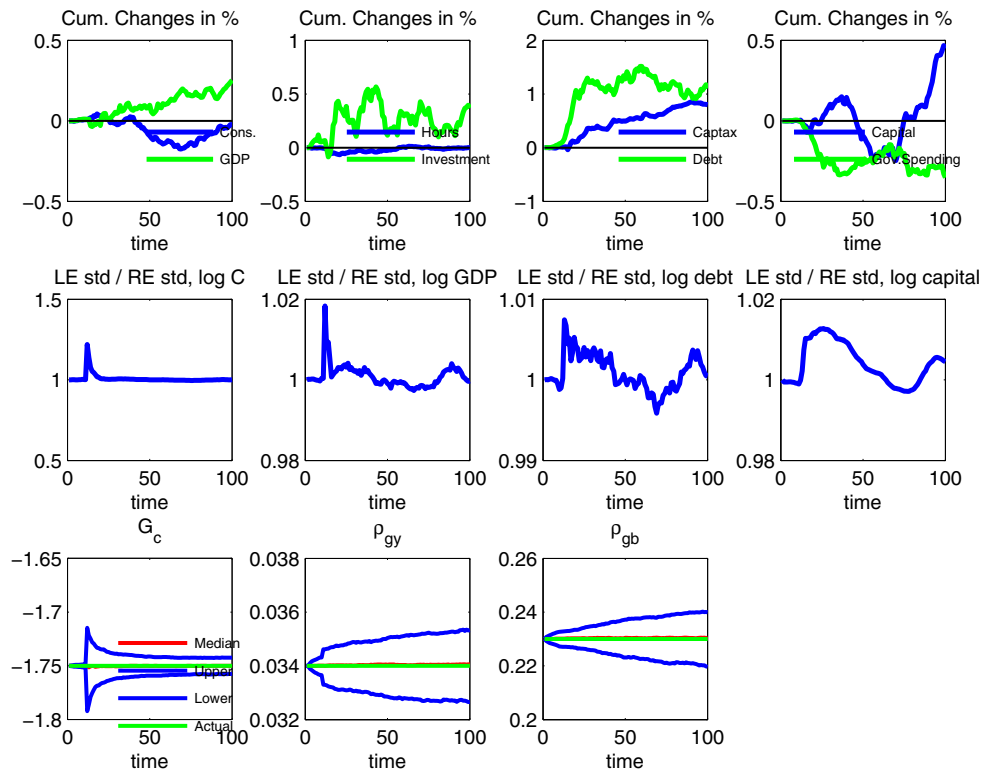 Cum. Changes in % Cum. Changes in % Cum. Changes in % Cum. Changes in %
0.5 1 2 0.5
0.5 1
0 Cons. Hours Captax 0 Capital
GDP 0 Investment 0 Debt Gov.Spending
−0.5 −0.5 −1 −0.5
0 50 100 0 50 100 0 50 100 0 50 100
time time time time
LE std / RE std, log C LE std / RE std, log GDP LE std / RE std, log debt LE std / RE std, log capital
1.5 1.02 1.01 1.02
1 1 1 1
0.5 0.98 0.99 0.98
0 50 100 0 50 100 0 50 100 0 50 100
time time time time
G_c ρ_gy ρ_gb
−1.65 0.038 0.26
−1.7 0.036 0.24
Median
−1.75 Upper 0.034 0.22
Lower
−1.8 Actual 0.032 0.2
0 50 100 0 50 100 0 50 100
time time time